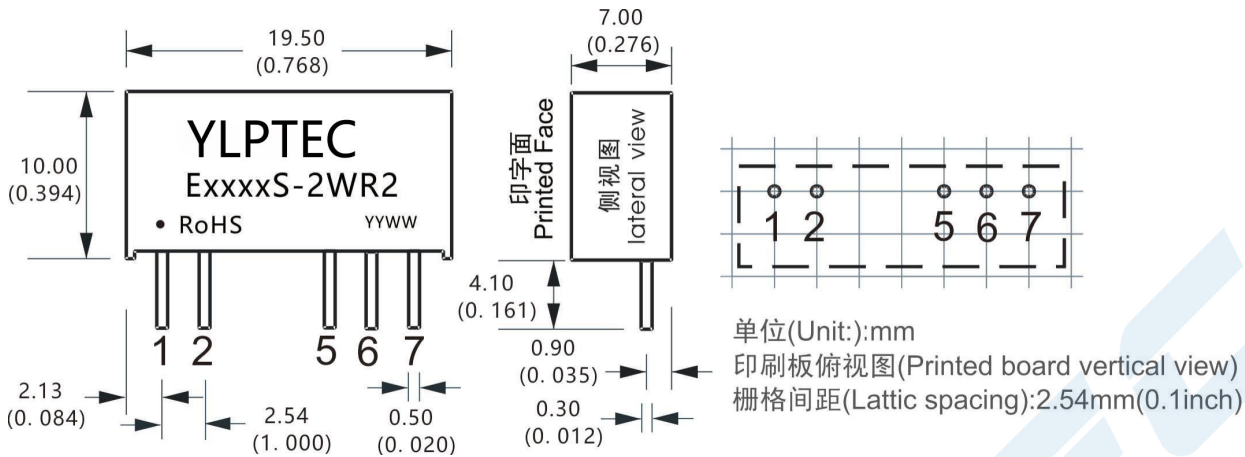 19.50
(0.768)
10.00
(0.394)
YLPTEC
ExxxxS-2WR2
• RoHS YYWW
1 2 5 6 7
2.13
(0. 084)
2.54
(1. 000)
0.50
(0. 020)
7.00
(0.276)
印字面
Printed Face
侧视图
lateral view
4.10
(0. 161)
0.90
(0. 035)
0.30
(0. 012)
1 2 5 6 7
单位(Unit:):mm
印刷板俯视图(Printed board vertical view)
栅格间距(Lattic spacing):2.54mm(0.1inch)